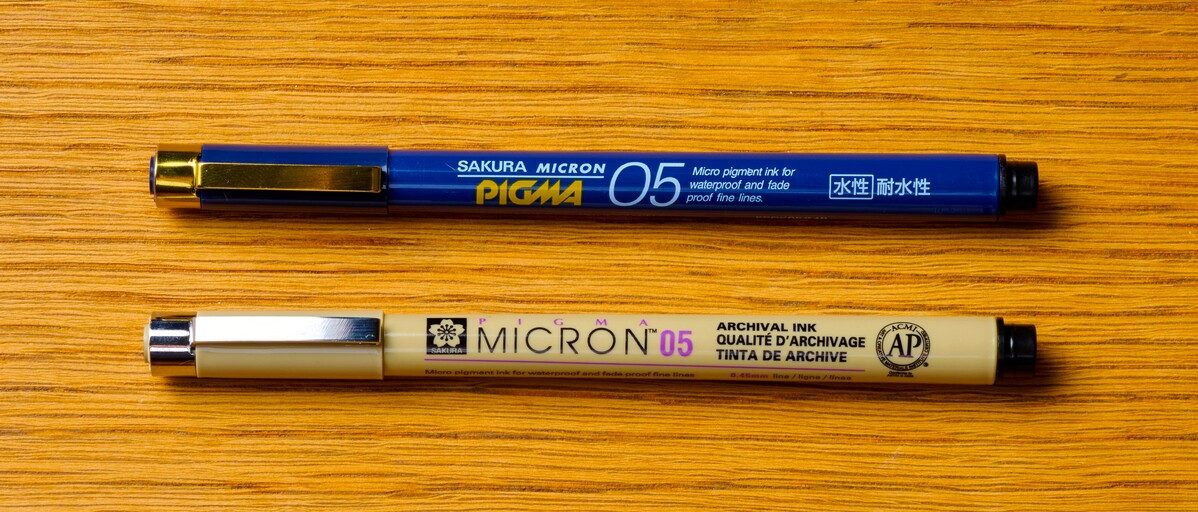 SAKURA MICRON
PIGMA
05
Micro pigment ink for
waterproof and fade
proof fine lines.
水性 耐水性
SAKURA
PIGMA
MICRON™ 05
ARCHIVAL INK
QUALITÉ D'ARCHIVAGE
TINTA DE ARCHIVE
Micro pigment ink for waterproof and fade proof fine lines
0.45mm line / ligne / línea
ACMI
AP